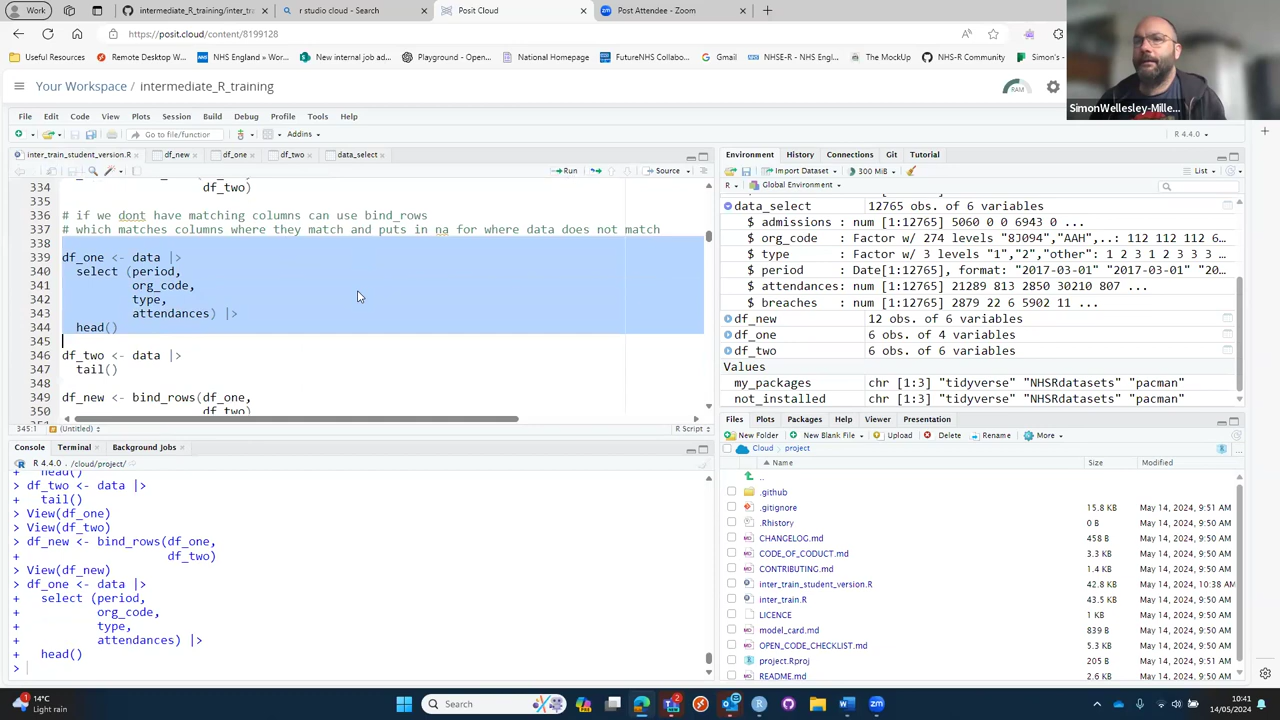 Work
intermediate_R_training/inter_tra
r studio cloud - Search
Posit Cloud
Post Attendee - Zoom
https://posit.cloud/content/8199128
Useful Resources
Remote Desktop W...
NHS England » Wor...
New internal job ad...
Playground - Open...
National Homepage
FutureNHS Collabo...
Gmail
NHSE-R - NHS Engl...
The MockUp
NHS-R Community
Simon's
Your Workspace / intermediate_R_training
RAM
SimonWellesley-Mille...
File Edit Code View Plots Session Build Debug Profile Tools Help
Go to file/function
Addins
R 4.4.0
inter_train_student_version.R
df_new
df_one
df_two
data_select
Run
Source
334 df_two)
335
336 # if we dont have matching columns can use bind_rows
337 # which matches columns where they match and puts in na for where data does not match
338
339 df_one <- data |>
340 select (period,
341 org_code,
342 type,
343 attendances) |>
344 head()
345
346 df_two <- data |>
347 tail()
348
349 df_new <- bind_rows(df_one,
350 df_two)
345:1 (Untitled)
R Script
Console Terminal Background Jobs
R 4.4.0 . /cloud/project/
+ head()
> df_two <- data |>
+ tail()
> View(df_one)
> View(df_two)
> df_new <- bind_rows(df_one,
+ df_two)
> View(df_new)
> df_one <- data |>
+ select (period,
+ org_code,
+ type,
+ attendances) |>
+ head()
>
Environment History Connections Git Tutorial
Import Dataset
300 MiB
List
R
Global Environment
data_select 12765 obs. of 6 variables
$ admissions : num [1:12765] 5060 0 0 6943 0 ...
$ org_code : Factor w/ 274 levels "8J094","AAH",..: 112 112 112 6...
$ type : Factor w/ 3 levels "1","2","other": 1 2 3 1 2 3 3 3 ...
$ period : Date[1:12765], format: "2017-03-01" "2017-03-01" "20...
$ attendances: num [1:12765] 21289 813 2850 30210 807 ...
$ breaches : num [1:12765] 2879 22 6 5902 11 ...
df_new 12 obs. of 6 variables
df_one 6 obs. of 4 variables
df_two 6 obs. of 6 variables
Values
my_packages chr [1:3] "tidyverse" "NHSRdatasets" "pacman"
not_installed chr [1:3] "tidyverse" "NHSRdatasets" "pacman"
Files Plots Packages Help Viewer Presentation
New Folder New Blank File Upload Delete Rename More
Cloud project
Name Size Modified
..
.github
.gitignore 15.8 KB May 14, 2024, 9:51 AM
.Rhistory 0 B May 14, 2024, 9:50 AM
CHANGELOG.md 458 B May 14, 2024, 9:50 AM
CODE_OF_CODUCT.md 3.3 KB May 14, 2024, 9:50 AM
CONTRIBUTING.md 1.4 KB May 14, 2024, 9:50 AM
inter_train_student_version.R 42.8 KB May 14, 2024, 10:38 AM
inter_train.R 43.5 KB May 14, 2024, 9:50 AM
LICENCE 1 KB May 14, 2024, 9:50 AM
model_card.md 839 B May 14, 2024, 9:50 AM
OPEN_CODE_CHECKLIST.md 5.3 KB May 14, 2024, 9:50 AM
project.Rproj 205 B May 14, 2024, 9:51 AM
README.md 2.6 KB May 14, 2024, 9:50 AM
14°C
Light rain
Search
10:41
14/05/2024